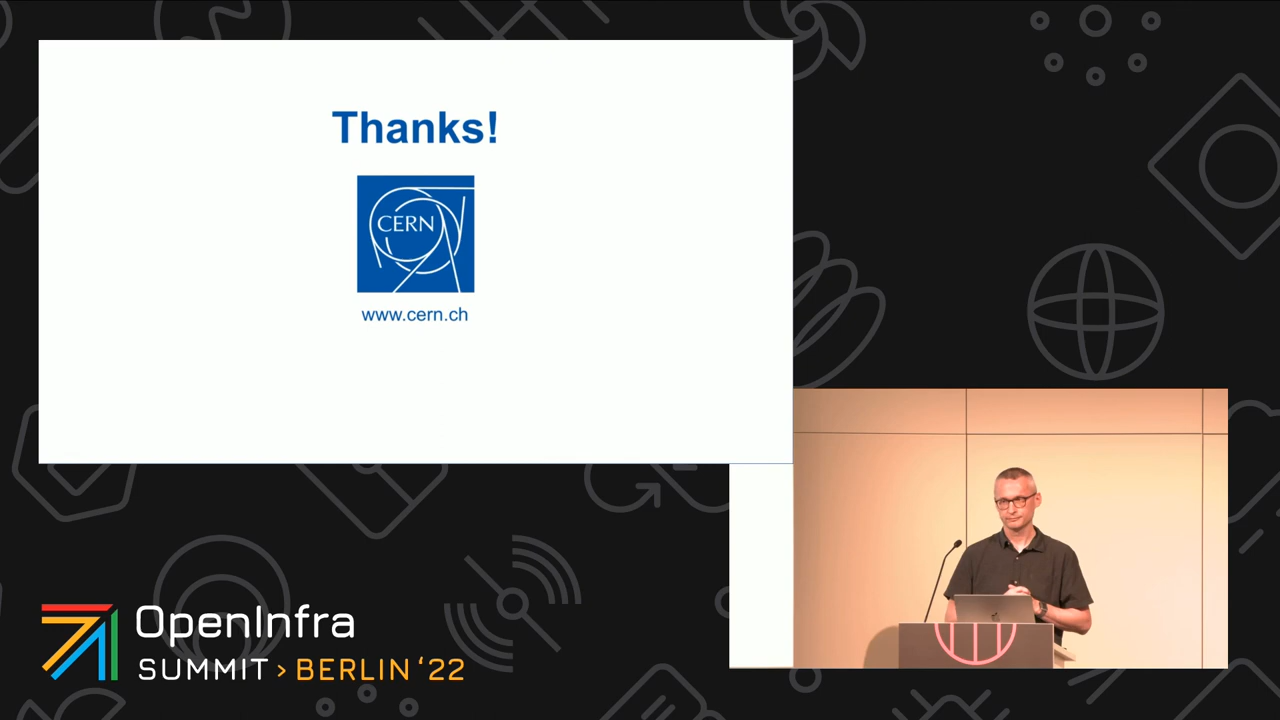 Thanks!
CERN
www.cern.ch
OpenInfra
SUMMIT > BERLIN '22